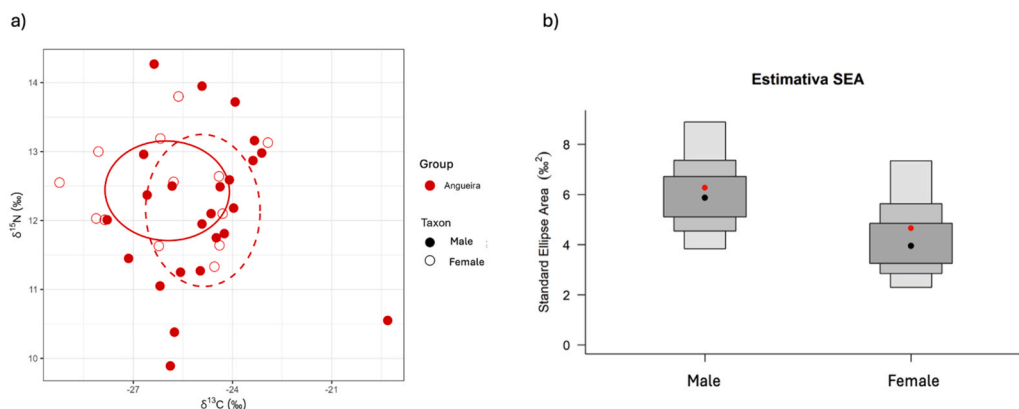 a)
δ15N (‰)
14
13
12
11
10
-27
-24
-21
δ13C (‰)
Group
Angueira
Taxon
Male
Female
b)
Estimativa SEA
Standard Ellipse Area (‰²)
8
6
4
2
0
Male
Female